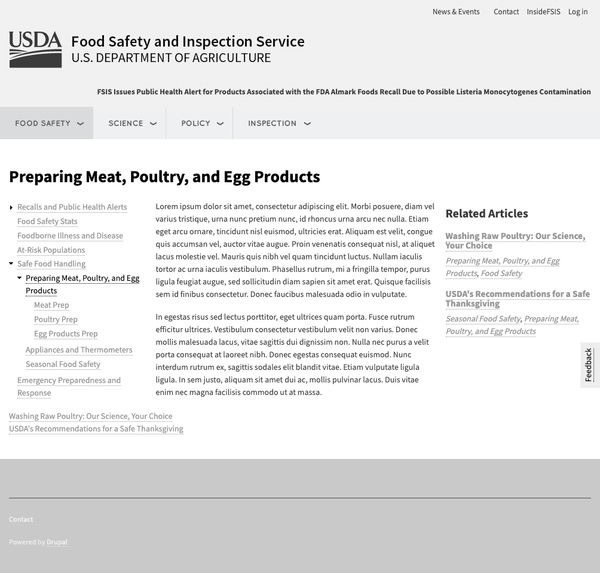 News & Events Contact InsideFSIS Log in
USDA
Food Safety and Inspection Service
U.S. DEPARTMENT OF AGRICULTURE
FSIS Issues Public Health Alert for Products Associated with the FDA Almark Foods Recall Due to Possible Listeria Monocytogenes Contamination
FOOD SAFETY SCIENCE POLICY INSPECTION
Preparing Meat, Poultry, and Egg Products
Recalls and Public Health Alerts
Food Safety Stats
Foodborne Illness and Disease
At-Risk Populations
Safe Food Handling
Preparing Meat, Poultry, and Egg
Products
Meat Prep
Poultry Prep
Egg Products Prep
Appliances and Thermometers
Seasonal Food Safety
Emergency Preparedness and
Response
Washing Raw Poultry: Our Science, Your Choice
USDA's Recommendations for a Safe Thanksgiving
Lorem ipsum dolor sit amet, consectetur adipiscing elit. Morbi posuere, diam vel
varius tristique, urna nunc pretium nunc, id rhoncus urna arcu nec nulla. Etiam
eget arcu ornare, tincidunt nisl euismod, ultricies erat. Aliquam est velit, congue
quis accumsan vel, auctor vitae augue. Proin venenatis consequat nisl, at aliquet
lacus molestie vel. Mauris quis nibh vel quam tincidunt luctus. Nullam iaculis
tortor ac urna iaculis vestibulum. Phasellus rutrum, mi a fringilla tempor, purus
ligula feugiat augue, sed sollicitudin diam sapien sit amet erat. Quisque facilisis
sem id finibus consectetur. Donec faucibus malesuada odio in vulputate.
In egestas risus sed lectus porttitor, eget ultrices quam porta. Fusce rutrum
efficitur ultrices. Vestibulum consectetur vestibulum velit non varius. Donec
mollis malesuada lacus, vitae sagittis dui dignissim non. Nulla nec purus a velit
porta consequat at laoreet nibh. Donec egestas consequat euismod. Nunc
interdum rutrum ex, sagittis sodales elit blandit vitae. Etiam vulputate ligula
ligula. In sem justo, aliquam sit amet dui ac, mollis pulvinar lacus. Duis vitae
enim nec magna facilisis commodo ut at massa.
Related Articles
Washing Raw Poultry: Our Science,
Your Choice
Preparing Meat, Poultry, and Egg
Products, Food Safety
USDA's Recommendations for a Safe
Thanksgiving
Seasonal Food Safety, Preparing Meat,
Poultry, and Egg Products
Feedback
Contact
Powered by Drupal